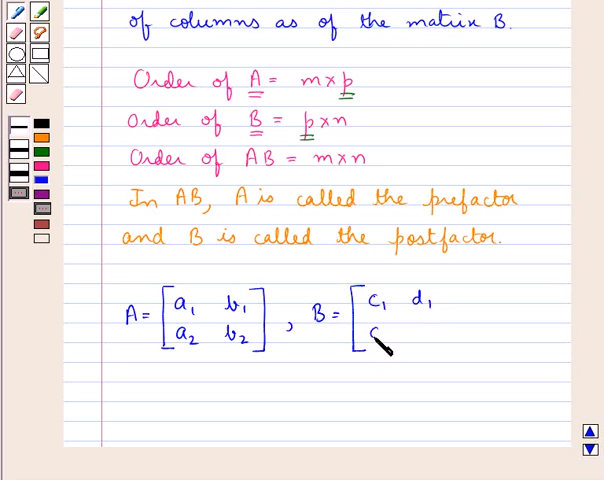 of columns as of the matrix B.
Order of A = m×p
Order of B = p×n
Order of AB = m×n
In AB, A is called the prefactor
and B is called the postfactor.
A = [a₁ b₁
a₂ b₂] , B = [c₁ d₁
c